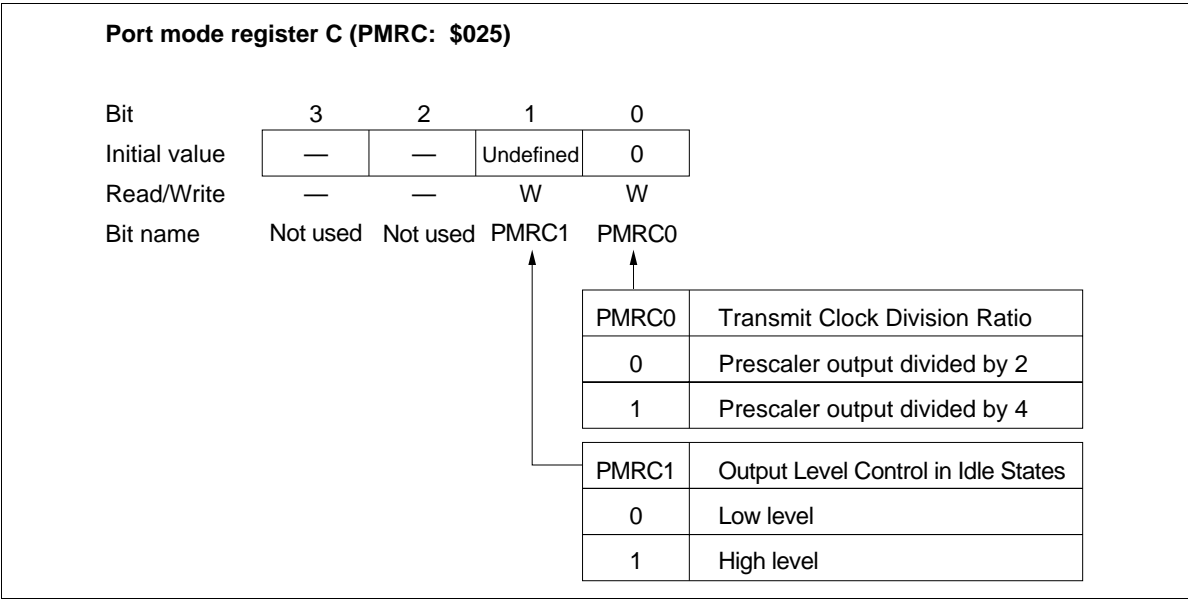 Port mode register C (PMRC: $025)
Bit 3 2 1 0
Initial value — — Undefined 0
Read/Write — — W W
Bit name Not used Not used PMRC1 PMRC0
PMRC0 Transmit Clock Division Ratio
0 Prescaler output divided by 2
1 Prescaler output divided by 4
PMRC1 Output Level Control in Idle States
0 Low level
1 High level